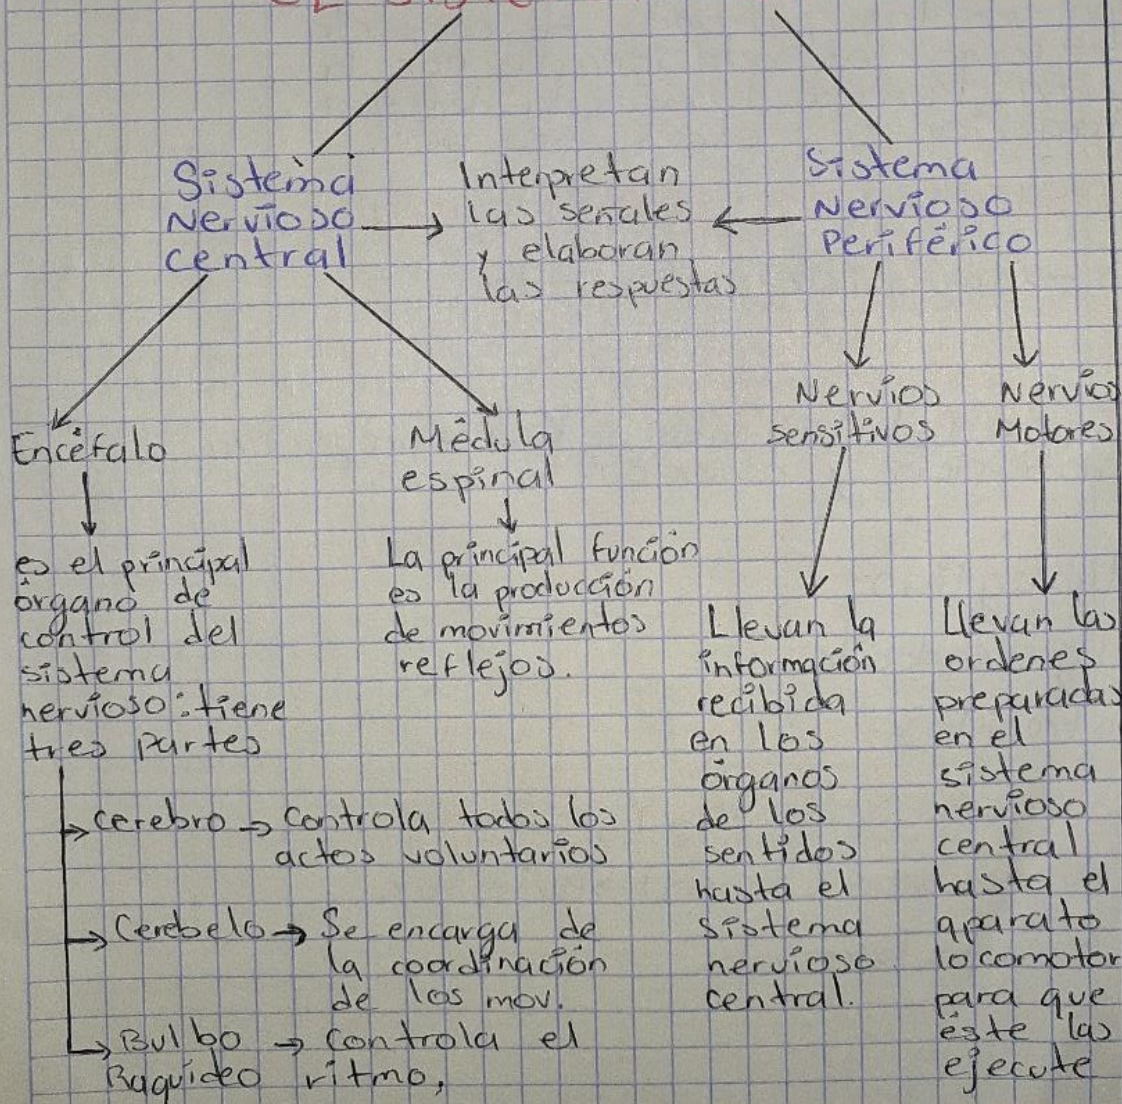 Sistema
Nervioso
central
Interpretan
las señales
y elaboran
las respuestas
Sistema
Nervioso
Periférico
Encéfalo
es el principal
órgano de
control del
sistema
nervioso: tiene
tres partes
cerebro → Controla todos los
actos voluntarios
Cerebelo → Se encarga de
la coordinación
de los mov.
Bulbo → Controla el
Raquídeo ritmo,
Médula
espinal
La principal función
es la producción
de movimientos
reflejos.
Nervios
sensitivos
Llevan la
información
recibida
en los
órganos
de los
sentidos
hasta el
sistema
nervioso
central.
Nervios
Motores
Llevan las
ordenes
preparadas
en el
sistema
nervioso
central
hasta el
aparato
locomotor
para que
éste las
ejecute